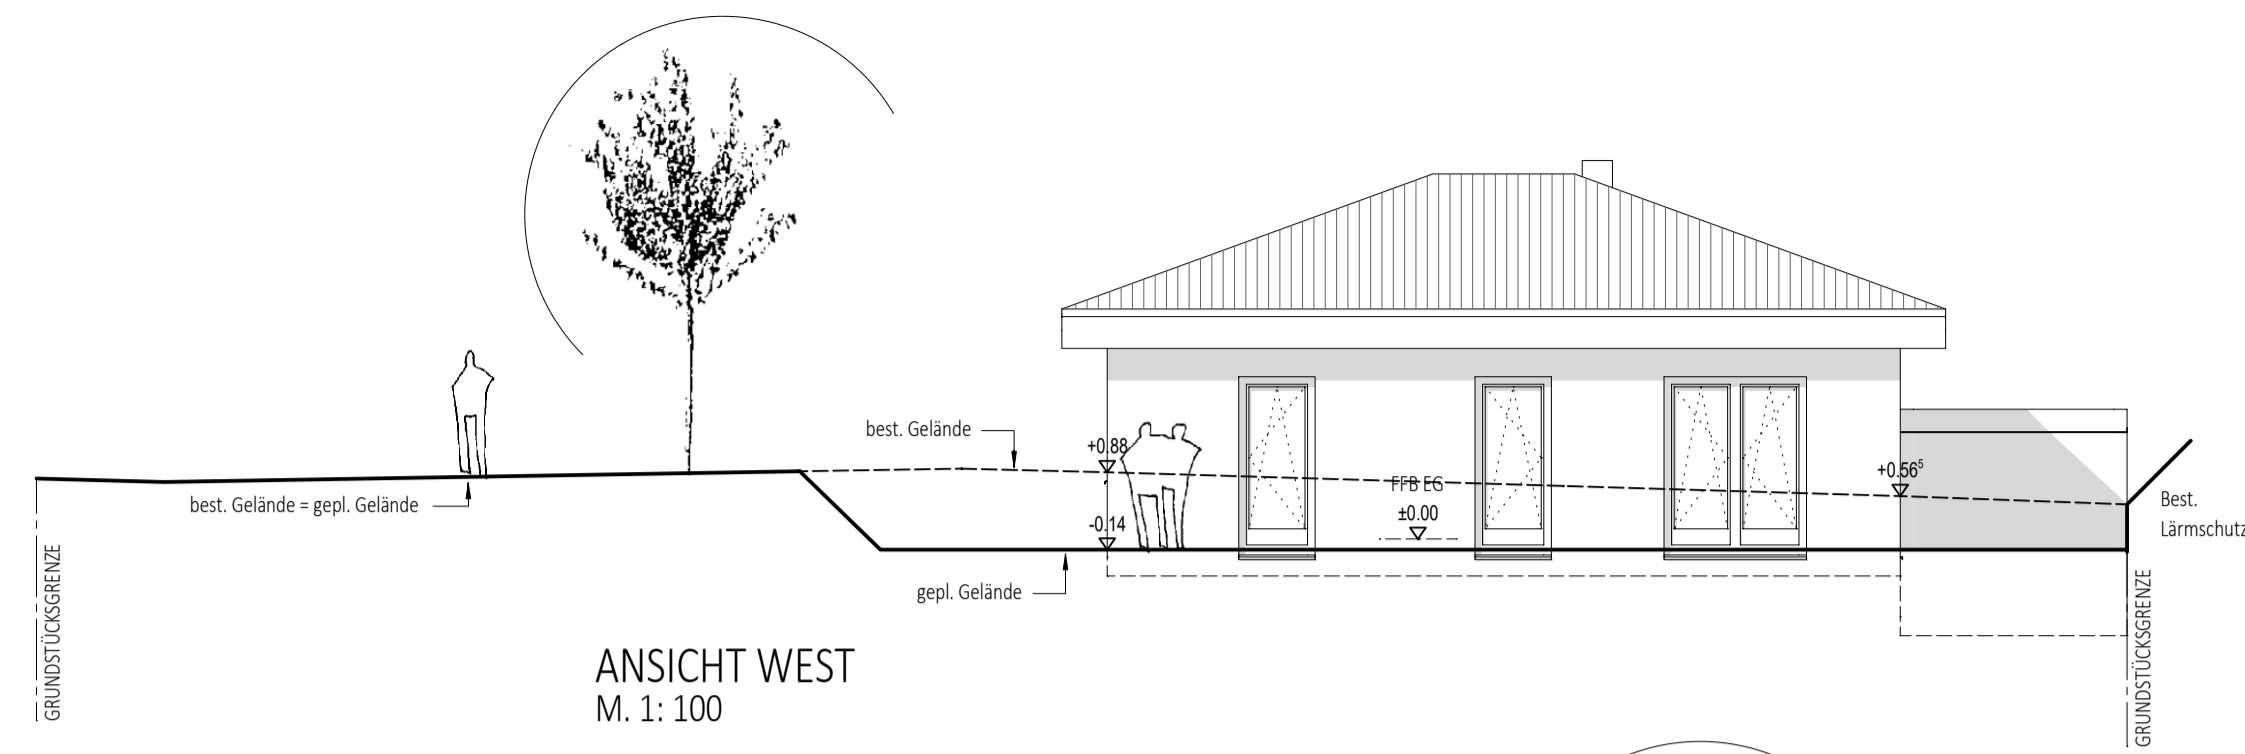 best. Gelände
+0.88
+0.56⁵
FFB EG
±0.00
-0.14
best. Gelände = gepl. Gelände
gepl. Gelände
Best.
Lärmschutz
GRUNDSTÜCKSGRENZE
GRUNDSTÜCKSGRENZE
ANSICHT WEST
M. 1: 100